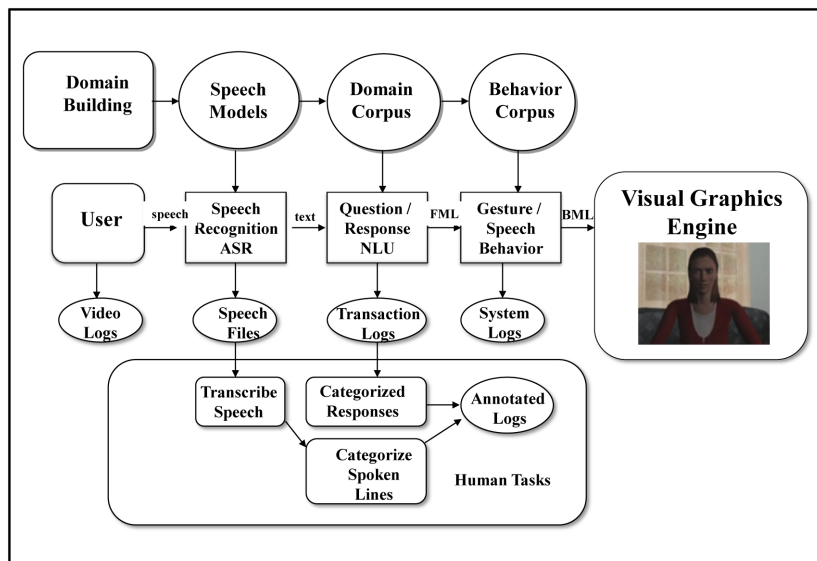 Domain
Building
Speech
Models
Domain
Corpus
Behavior
Corpus
User
speech
Speech
Recognition
ASR
text
Question /
Response
NLU
FML
Gesture /
Speech
Behavior
BML
Visual Graphics
Engine
Video
Logs
Speech
Files
Transaction
Logs
System
Logs
Transcribe
Speech
Categorized
Responses
Annotated
Logs
Categorize
Spoken
Lines
Human Tasks